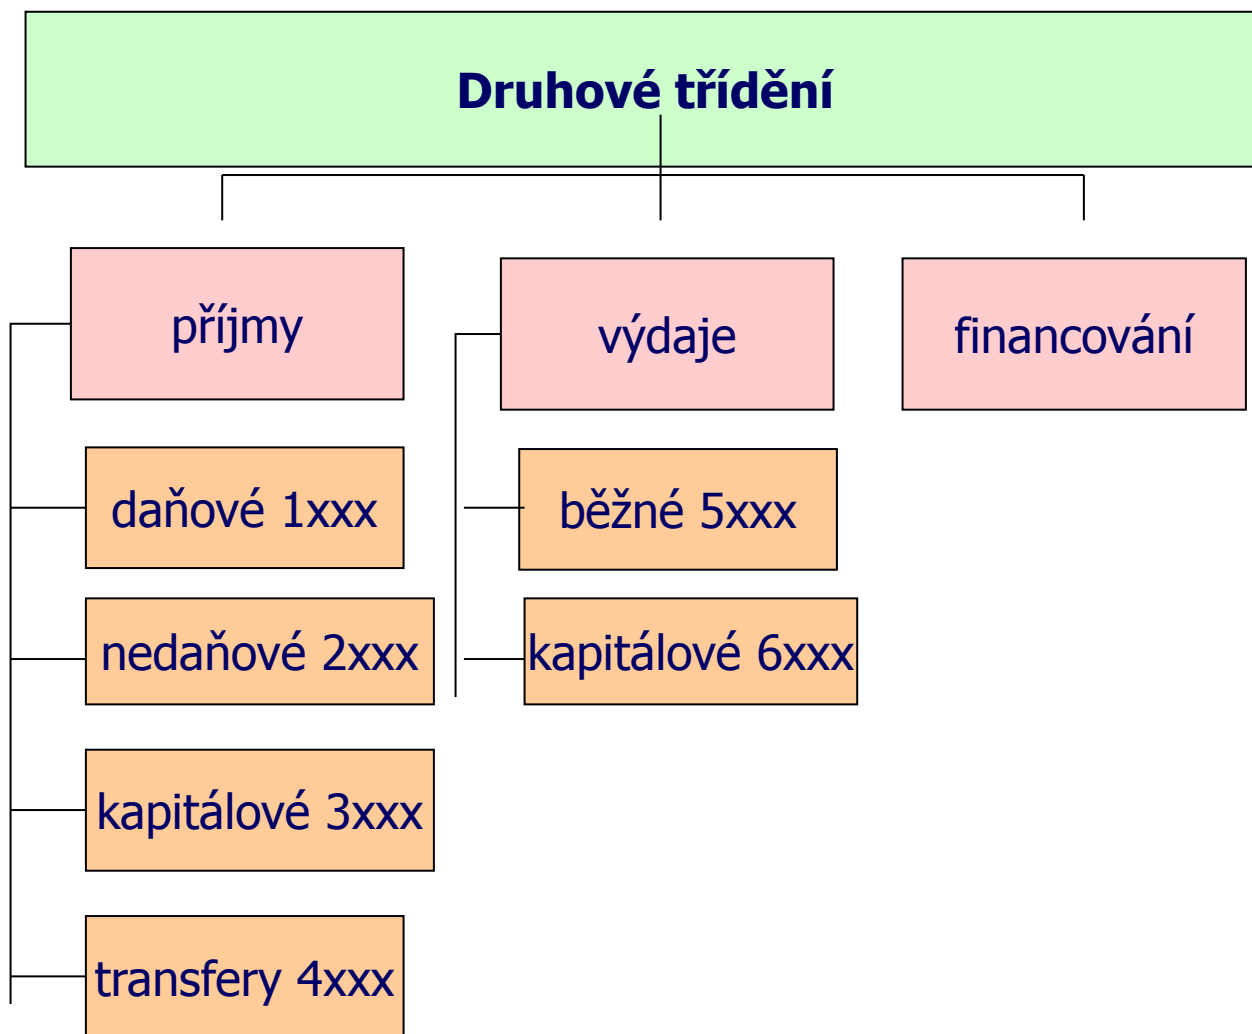 Druhové třídění
příjmy
výdaje
financování
daňové 1xxx
běžné 5xxx
nedaňové 2xxx
kapitálové 6xxx
kapitálové 3xxx
transfery 4xxx